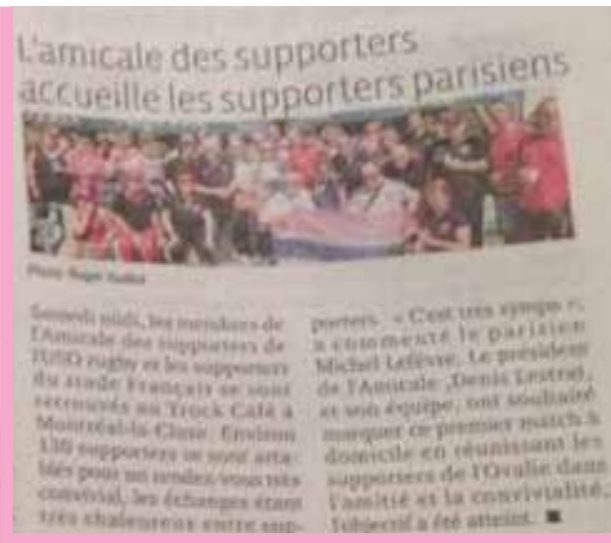 L'amicale des supporters
accueille les supporters parisiens
Photo Roger
Samedi midi, les membres de
l'Amicale des supporters de
l'USO rugby et les supporters
du stade Français se sont
retrouvés au Trock Café à
Montréal-la-Cluse. Environ
130 supporters se sont atta-
blés pour un rendez-vous très
convivial, les échanges étant
très chaleureux entre sup-
porters. « C'est très sympa »,
a commenté le parisien
Michel Lefèvre. Le président
de l'Amicale, Denis
et son équipe, ont souhaité
marquer ce premier match à
domicile en réunissant les
supporters de l'Ovalie dans
l'amitié et la convivialité,
l'objectif a été atteint. ■